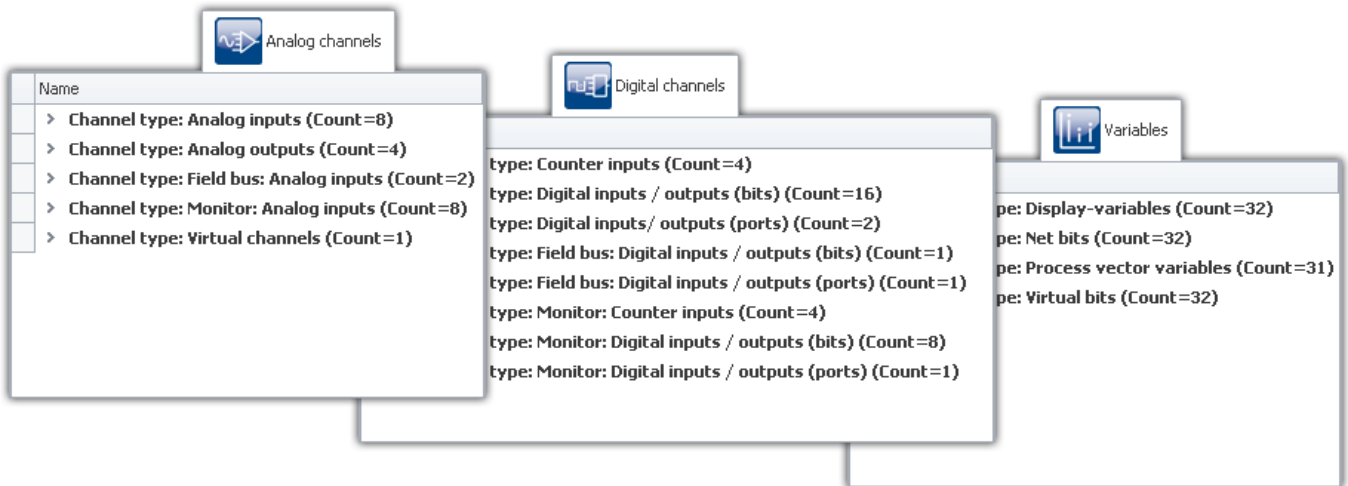 Analog channels
Name
Channel type: Analog inputs (Count=8)
Channel type: Analog outputs (Count=4)
Channel type: Field bus: Analog inputs (Count=2)
Channel type: Monitor: Analog inputs (Count=8)
Channel type: Virtual channels (Count=1)
Digital channels
type: Counter inputs (Count=4)
type: Digital inputs / outputs (bits) (Count=16)
type: Digital inputs/ outputs (ports) (Count=2)
type: Field bus: Digital inputs / outputs (bits) (Count=1)
type: Field bus: Digital inputs / outputs (ports) (Count=1)
type: Monitor: Counter inputs (Count=4)
type: Monitor: Digital inputs / outputs (bits) (Count=8)
type: Monitor: Digital inputs / outputs (ports) (Count=1)
Variables
pe: Display-variables (Count=32)
pe: Net bits (Count=32)
pe: Process vector variables (Count=31)
pe: Virtual bits (Count=32)